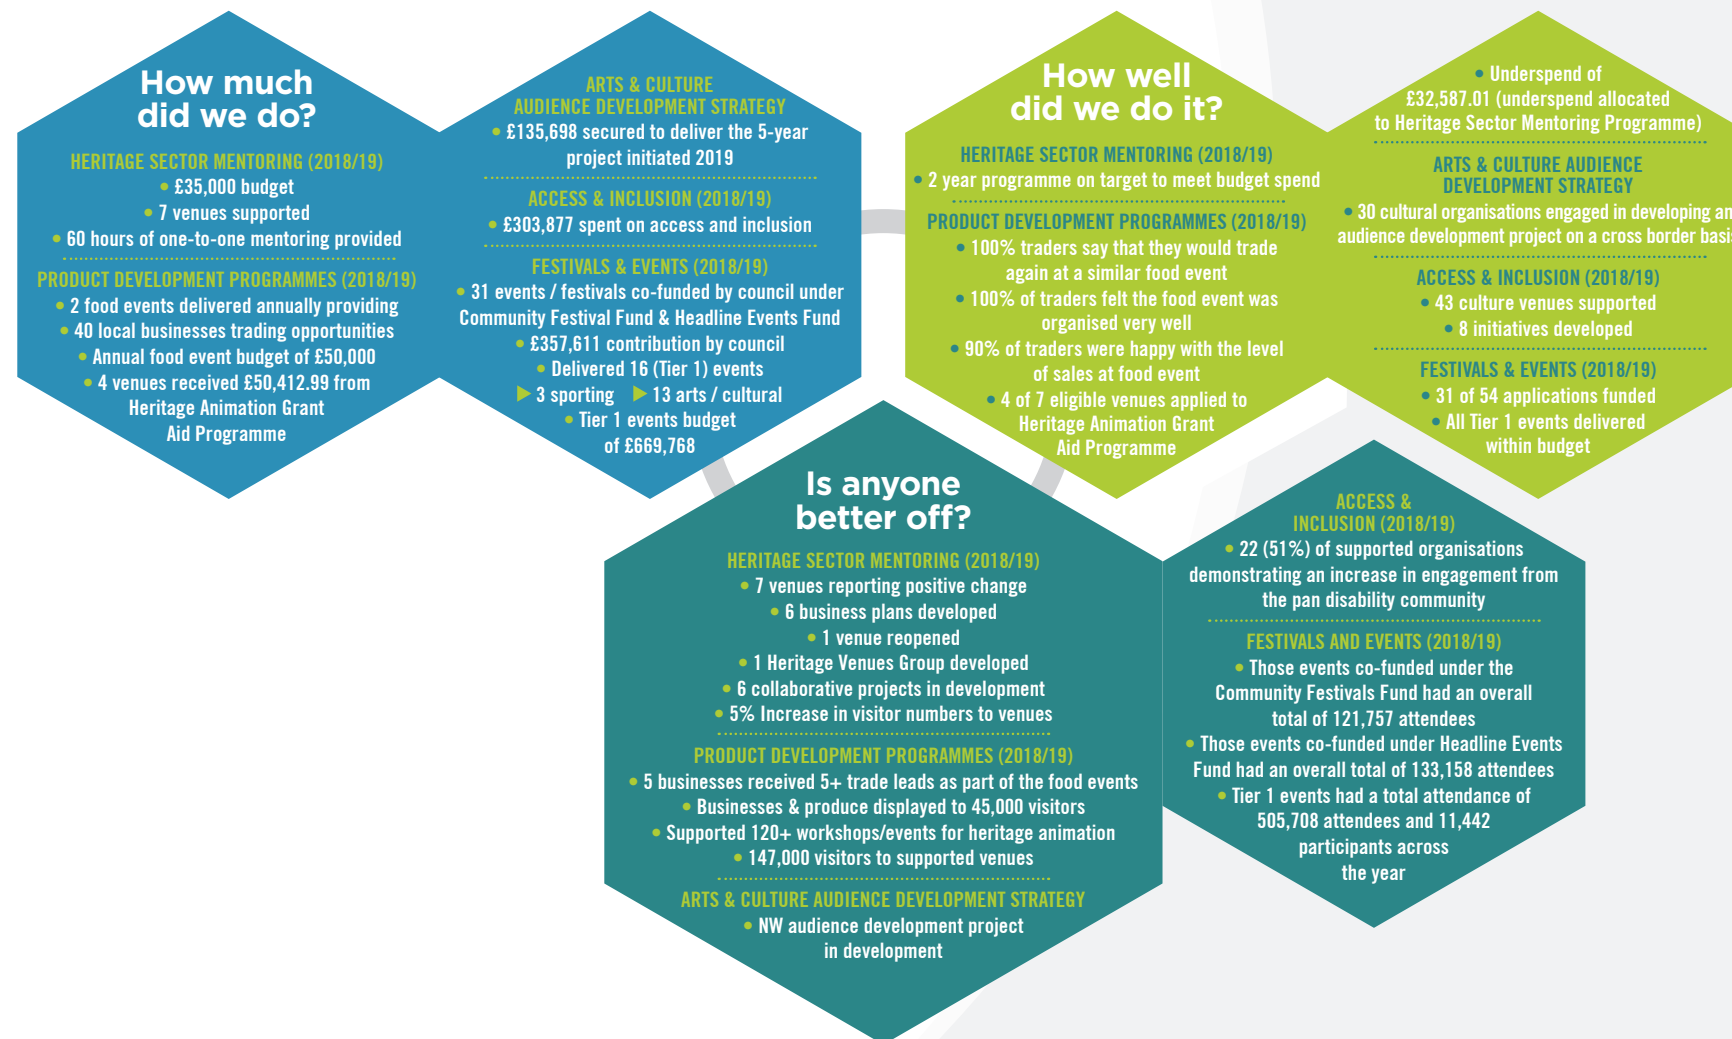 How much
did we do?
HERITAGE SECTOR MENTORING (2018/19)
• £35,000 budget
• 7 venues supported
• 60 hours of one-to-one mentoring provided
PRODUCT DEVELOPMENT PROGRAMMES (2018/19)
• 2 food events delivered annually providing
• 40 local businesses trading opportunities
• Annual food event budget of £50,000
• 4 venues received £50,412.99 from
Heritage Animation Grant
Aid Programme
ARTS & CULTURE
AUDIENCE DEVELOPMENT STRATEGY
• £135,698 secured to deliver the 5-year
project initiated 2019
ACCESS & INCLUSION (2018/19)
• £303,877 spent on access and inclusion
FESTIVALS & EVENTS (2018/19)
• 31 events / festivals co-funded by council under
Community Festival Fund & Headline Events Fund
• £357,611 contribution by council
• Delivered 16 (Tier 1) events
▶ 3 sporting ▶ 13 arts / cultural
• Tier 1 events budget
of £669,768
How well
did we do it?
HERITAGE SECTOR MENTORING (2018/19)
• 2 year programme on target to meet budget spend
PRODUCT DEVELOPMENT PROGRAMMES (2018/19)
• 100% traders say that they would trade
again at a similar food event
• 100% of traders felt the food event was
organised very well
• 90% of traders were happy with the level
of sales at food event
• 4 of 7 eligible venues applied to
Heritage Animation Grant
Aid Programme
• Underspend of
£32,587.01 (underspend allocated
to Heritage Sector Mentoring Programme)
ARTS & CULTURE AUDIENCE
DEVELOPMENT STRATEGY
• 30 cultural organisations engaged in developing an
audience development project on a cross border basis
ACCESS & INCLUSION (2018/19)
• 43 culture venues supported
• 8 initiatives developed
FESTIVALS & EVENTS (2018/19)
• 31 of 54 applications funded
• All Tier 1 events delivered
within budget
Is anyone
better off?
HERITAGE SECTOR MENTORING (2018/19)
• 7 venues reporting positive change
• 6 business plans developed
• 1 venue reopened
• 1 Heritage Venues Group developed
• 6 collaborative projects in development
• 5% Increase in visitor numbers to venues
PRODUCT DEVELOPMENT PROGRAMMES (2018/19)
• 5 businesses received 5+ trade leads as part of the food events
• Businesses & produce displayed to 45,000 visitors
• Supported 120+ workshops/events for heritage animation
• 147,000 visitors to supported venues
ARTS & CULTURE AUDIENCE DEVELOPMENT STRATEGY
• NW audience development project
in development
ACCESS &
INCLUSION (2018/19)
• 22 (51%) of supported organisations
demonstrating an increase in engagement from
the pan disability community
FESTIVALS AND EVENTS (2018/19)
• Those events co-funded under the
Community Festivals Fund had an overall
total of 121,757 attendees
• Those events co-funded under Headline Events
Fund had an overall total of 133,158 attendees
• Tier 1 events had a total attendance of
505,708 attendees and 11,442
participants across
the year